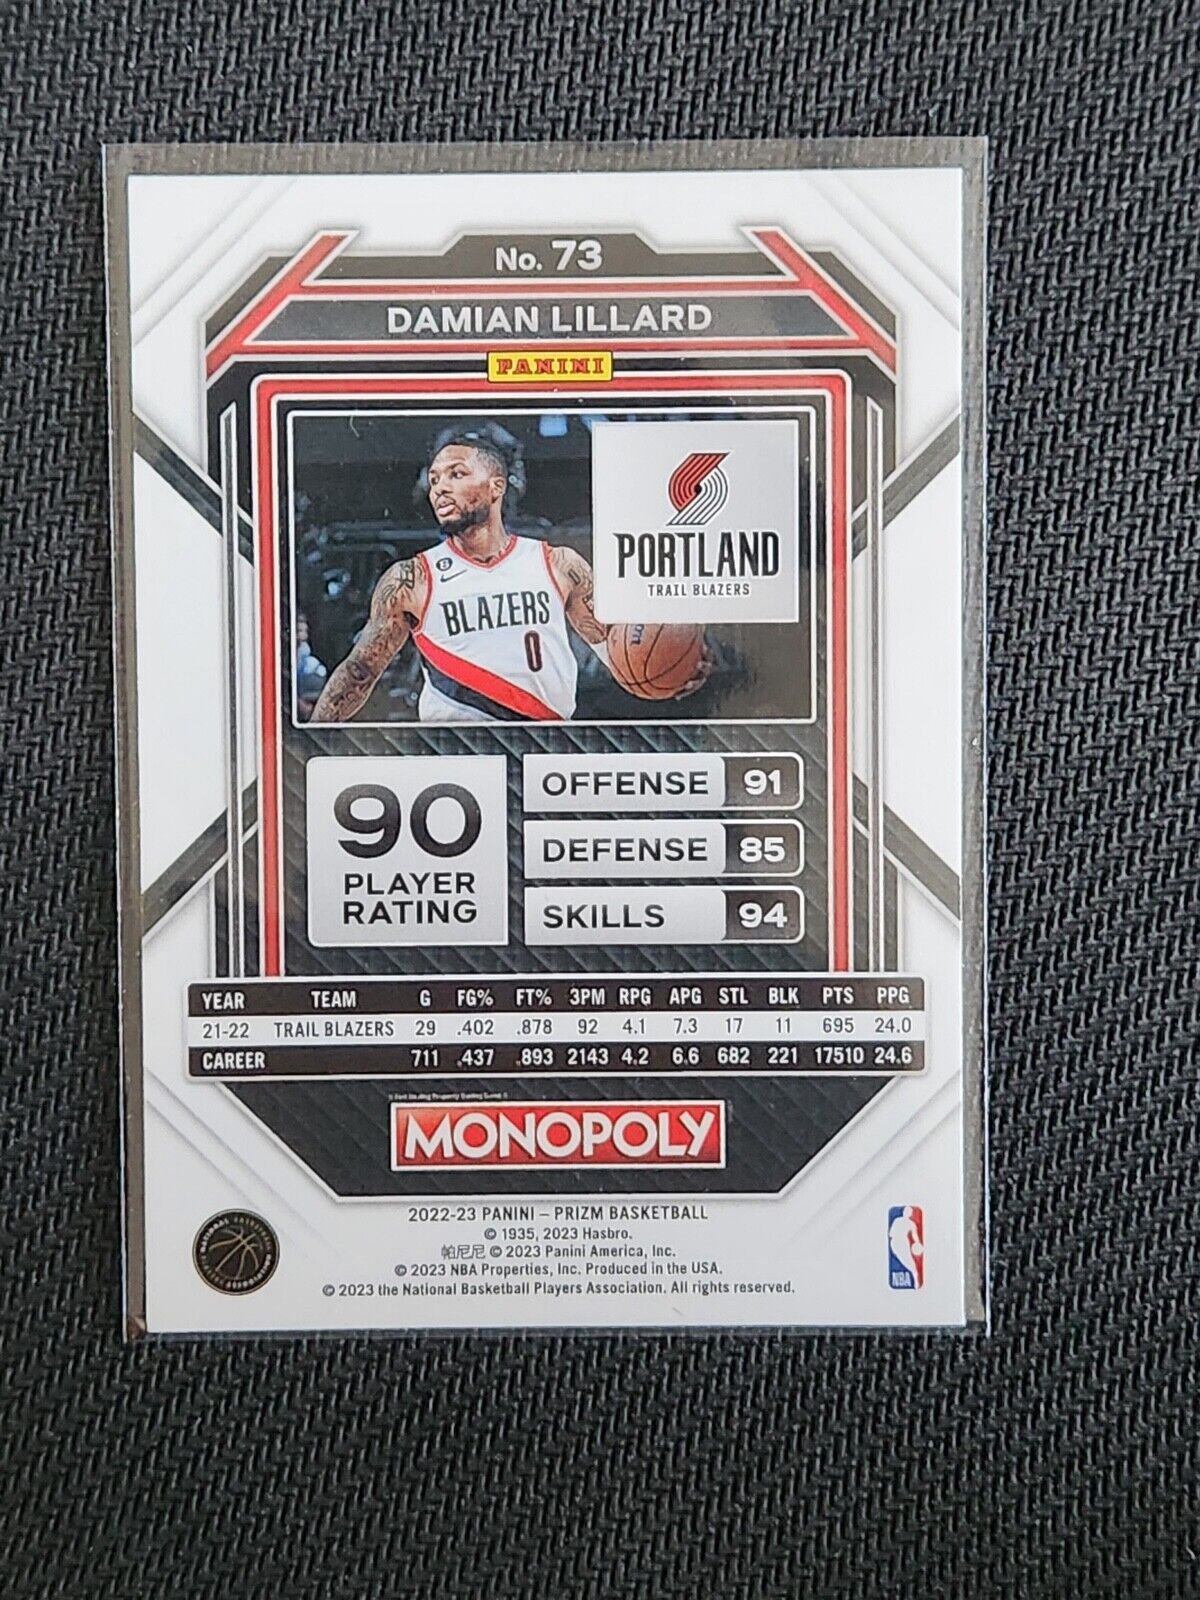 No. 73
DAMIAN LILLARD
PANINI
PORTLAND
TRAIL BLAZERS
BLAZERS
0
90
PLAYER
RATING
OFFENSE 91
DEFENSE 85
SKILLS 94
YEAR TEAM G FG% FT% 3PM RPG APG STL BLK PTS PPG
21-22 TRAIL BLAZERS 29 .402 .878 92 4.1 7.3 17 11 695 24.0
CAREER 711 .437 .893 2143 4.2 6.6 682 221 17510 24.6
MONOPOLY
2022-23 PANINI – PRIZM BASKETBALL
© 1935, 2023 Hasbro.
帕尼尼 © 2023 Panini America, Inc.
© 2023 NBA Properties, Inc. Produced in the USA.
© 2023 the National Basketball Players Association. All rights reserved.
NBA